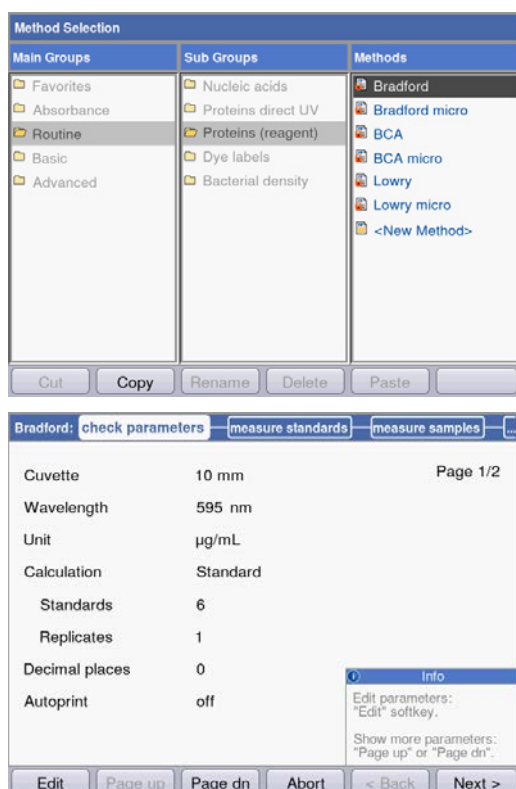 Method Selection
Main Groups
Sub Groups
Methods
Favorites
Absorbance
Routine
Basic
Advanced
Nucleic acids
Proteins direct UV
Proteins (reagent)
Dye labels
Bacterial density
Bradford
Bradford micro
BCA
BCA micro
Lowry
Lowry micro
<New Method>
Cut Copy Rename Delete Paste
Bradford: check parameters measure standards measure samples ...
Page 1/2
Cuvette 10 mm
Wavelength 595 nm
Unit µg/mL
Calculation Standard
Standards 6
Replicates 1
Decimal places 0
Autoprint off
Info
Edit parameters:
"Edit" softkey.
Show more parameters:
"Page up" or "Page dn".
Edit Page up Page dn Abort < Back Next >